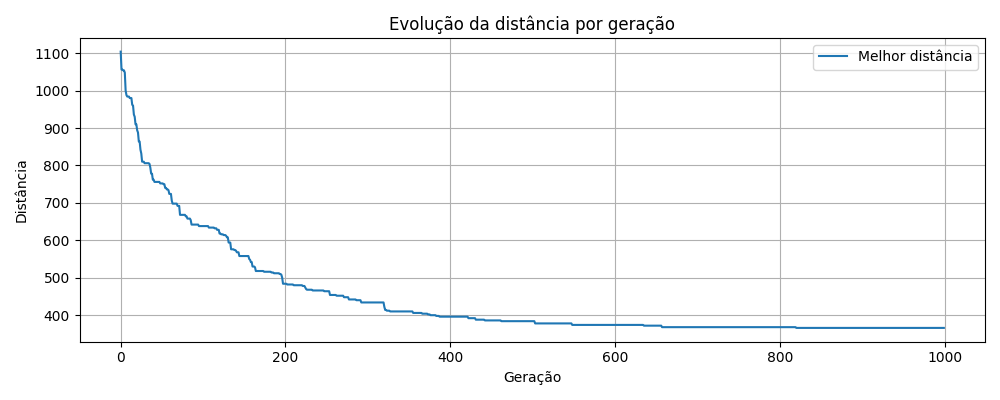 Evolução da distância por geração
Melhor distância
Distância
1100
1000
900
800
700
600
500
400
0 200 400 600 800 1000
Geração